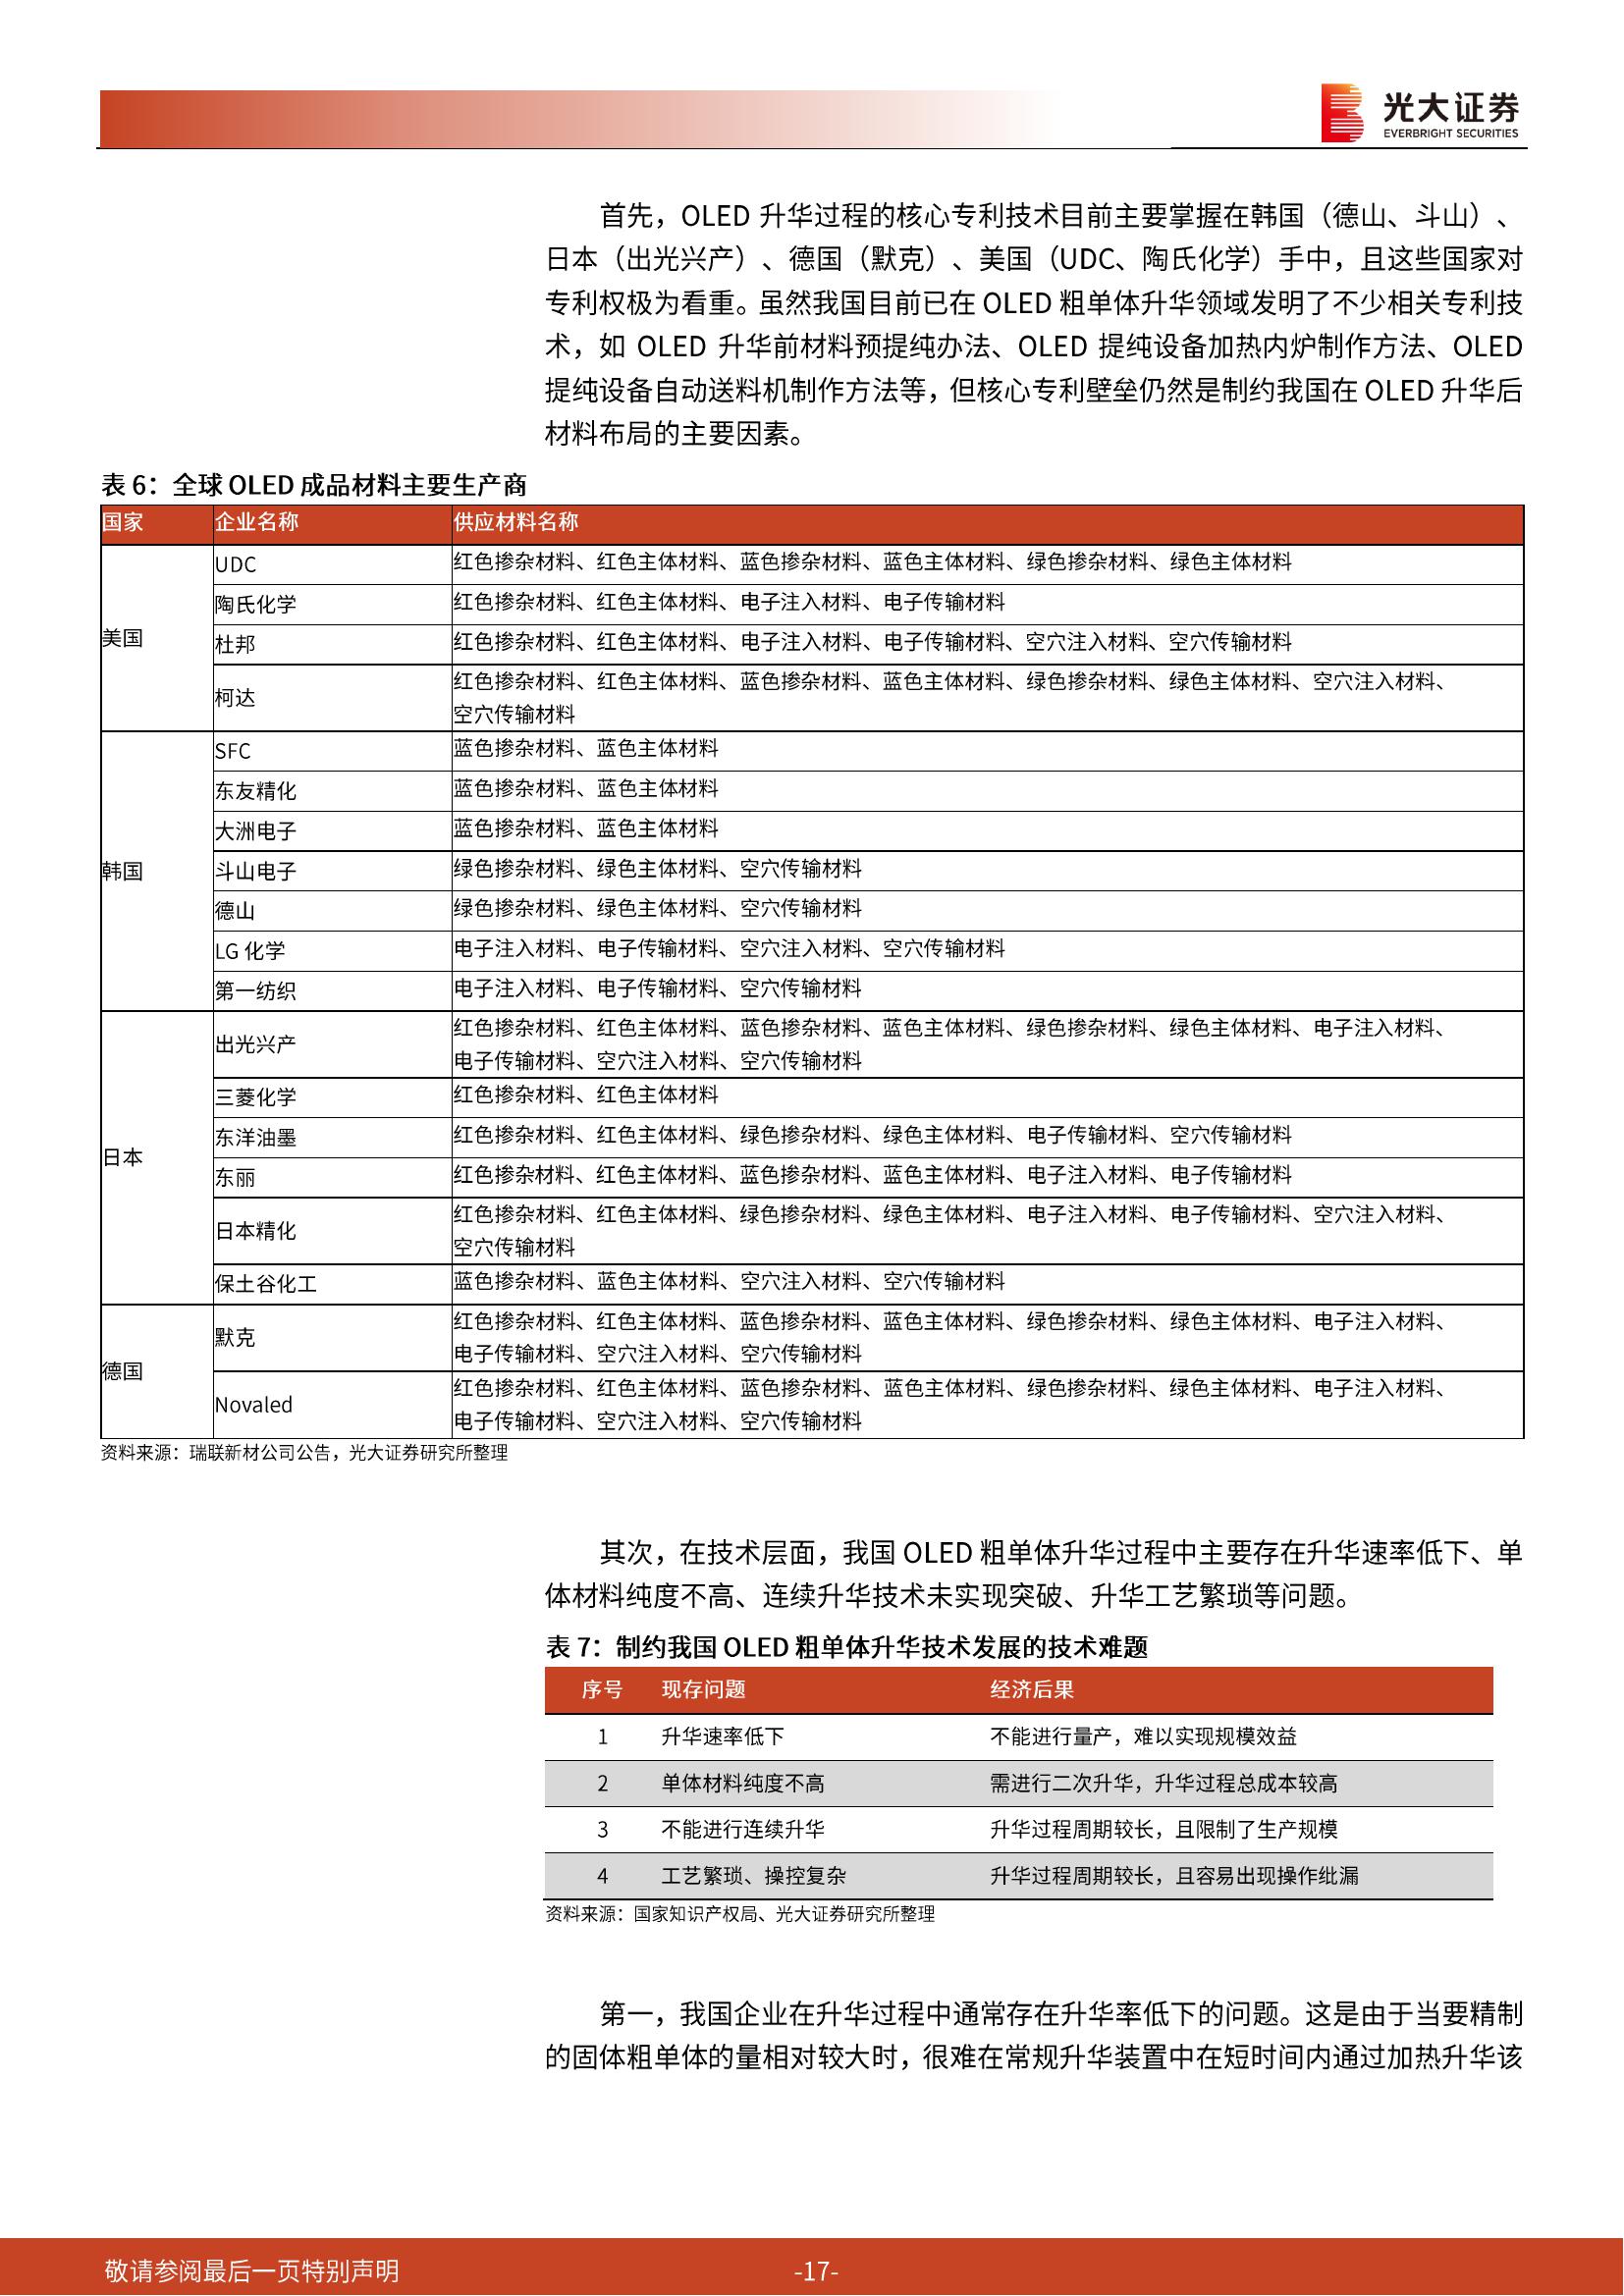 光大证券
EVERBRIGHT SECURITIES
首先，OLED 升华过程的核心专利技术目前主要掌握在韩国（德山、斗山）、
日本（出光兴产）、德国（默克）、美国（UDC、陶氏化学）手中，且这些国家对
专利权极为看重。虽然我国目前已在 OLED 粗单体升华领域发明了不少相关专利技
术，如 OLED 升华前材料预提纯办法、OLED 提纯设备加热内炉制作方法、OLED
提纯设备自动送料机制作方法等，但核心专利壁垒仍然是制约我国在 OLED 升华后
材料布局的主要因素。
表 6：全球 OLED 成品材料主要生产商
国家 企业名称 供应材料名称
美国
UDC 红色掺杂材料、红色主体材料、蓝色掺杂材料、蓝色主体材料、绿色掺杂材料、绿色主体材料
陶氏化学 红色掺杂材料、红色主体材料、电子注入材料、电子传输材料
杜邦 红色掺杂材料、红色主体材料、电子注入材料、电子传输材料、空穴注入材料、空穴传输材料
柯达 红色掺杂材料、红色主体材料、蓝色掺杂材料、蓝色主体材料、绿色掺杂材料、绿色主体材料、空穴注入材料、
空穴传输材料
韩国
SFC 蓝色掺杂材料、蓝色主体材料
东友精化 蓝色掺杂材料、蓝色主体材料
大洲电子 蓝色掺杂材料、蓝色主体材料
斗山电子 绿色掺杂材料、绿色主体材料、空穴传输材料
德山 绿色掺杂材料、绿色主体材料、空穴传输材料
LG 化学 电子注入材料、电子传输材料、空穴注入材料、空穴传输材料
第一纺织 电子注入材料、电子传输材料、空穴传输材料
日本
出光兴产 红色掺杂材料、红色主体材料、蓝色掺杂材料、蓝色主体材料、绿色掺杂材料、绿色主体材料、电子注入材料、
电子传输材料、空穴注入材料、空穴传输材料
三菱化学 红色掺杂材料、红色主体材料
东洋油墨 红色掺杂材料、红色主体材料、绿色掺杂材料、绿色主体材料、电子传输材料、空穴传输材料
东丽 红色掺杂材料、红色主体材料、蓝色掺杂材料、蓝色主体材料、电子注入材料、电子传输材料
日本精化 红色掺杂材料、红色主体材料、绿色掺杂材料、绿色主体材料、电子注入材料、电子传输材料、空穴注入材料、
空穴传输材料
保土谷化工 蓝色掺杂材料、蓝色主体材料、空穴注入材料、空穴传输材料
德国
默克 红色掺杂材料、红色主体材料、蓝色掺杂材料、蓝色主体材料、绿色掺杂材料、绿色主体材料、电子注入材料、
电子传输材料、空穴注入材料、空穴传输材料
Novaled 红色掺杂材料、红色主体材料、蓝色掺杂材料、蓝色主体材料、绿色掺杂材料、绿色主体材料、电子注入材料、
电子传输材料、空穴注入材料、空穴传输材料
资料来源：瑞联新材公司公告，光大证券研究所整理
其次，在技术层面，我国 OLED 粗单体升华过程中主要存在升华速率低下、单
体材料纯度不高、连续升华技术未实现突破、升华工艺繁琐等问题。
表 7：制约我国 OLED 粗单体升华技术发展的技术难题
序号 现存问题 经济后果
1 升华速率低下 不能进行量产，难以实现规模效益
2 单体材料纯度不高 需进行二次升华，升华过程总成本较高
3 不能进行连续升华 升华过程周期较长，且限制了生产规模
4 工艺繁琐、操控复杂 升华过程周期较长，且容易出现操作纰漏
资料来源：国家知识产权局、光大证券研究所整理
第一，我国企业在升华过程中通常存在升华率低下的问题。这是由于当要精制
的固体粗单体的量相对较大时，很难在常规升华装置中在短时间内通过加热升华该
敬请参阅最后一页特别声明 -17-